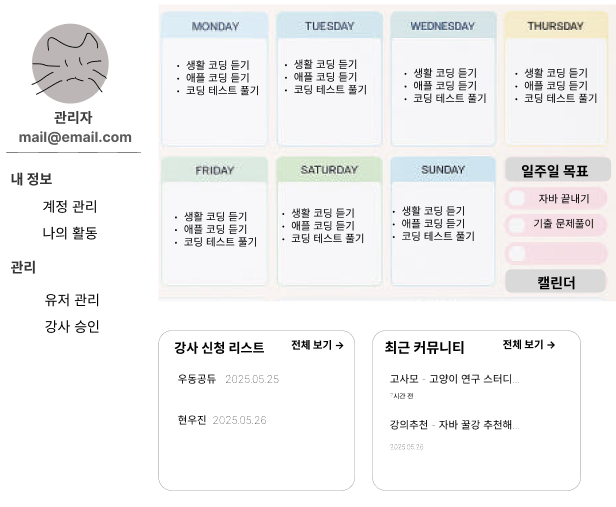 관리자
mail@email.com
내 정보
계정 관리
나의 활동
관리
유저 관리
강사 승인
MONDAY
• 생활 코딩 듣기
• 애플 코딩 듣기
• 코딩 테스트 풀기
TUESDAY
• 생활 코딩 듣기
• 애플 코딩 듣기
• 코딩 테스트 풀기
WEDNESDAY
• 생활 코딩 듣기
• 애플 코딩 듣기
• 코딩 테스트 풀기
THURSDAY
• 생활 코딩 듣기
• 애플 코딩 듣기
• 코딩 테스트 풀기
FRIDAY
• 생활 코딩 듣기
• 애플 코딩 듣기
• 코딩 테스트 풀기
SATURDAY
• 생활 코딩 듣기
• 애플 코딩 듣기
• 코딩 테스트 풀기
SUNDAY
• 생활 코딩 듣기
• 애플 코딩 듣기
• 코딩 테스트 풀기
일주일 목표
자바 끝내기
기출 문제풀이
캘린더
강사 신청 리스트 전체 보기 →
우동공듀 2025.05.25
현우진 2025.05.26
최근 커뮤니티 전체 보기 →
고사모 - 고양이 연구 스터디...
시간 전
강의추천 - 자바 꿀강 추천해...
2025.05.26